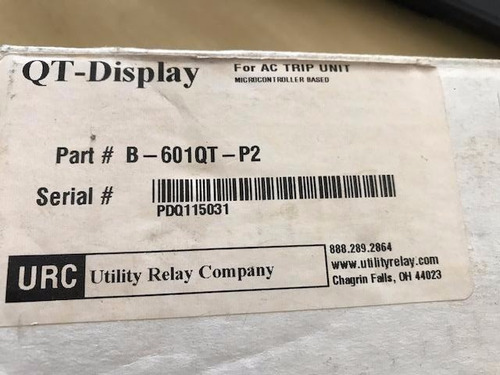 QT-Display
For AC TRIP UNIT
MICROCONTROLLER BASED
Part # B-601QT-P2
Serial #
PDQ115031
URC Utility Relay Company
888.289.2864
www.utilityrelay.com
Chagrin Falls, OH 44023